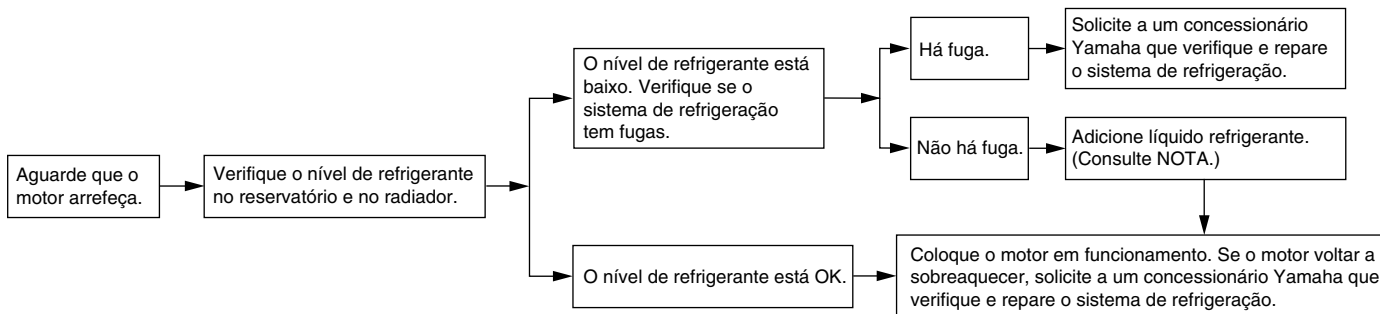 Aguarde que o
motor arrefeça.
Verifique o nível de refrigerante
no reservatório e no radiador.
O nível de refrigerante está
baixo. Verifique se o
sistema de refrigeração
tem fugas.
Há fuga.
Solicite a um concessionário
Yamaha que verifique e repare
o sistema de refrigeração.
Não há fuga.
Adicione líquido refrigerante.
(Consulte NOTA.)
O nível de refrigerante está OK.
Coloque o motor em funcionamento. Se o motor voltar a
sobreaquecer, solicite a um concessionário Yamaha que
verifique e repare o sistema de refrigeração.